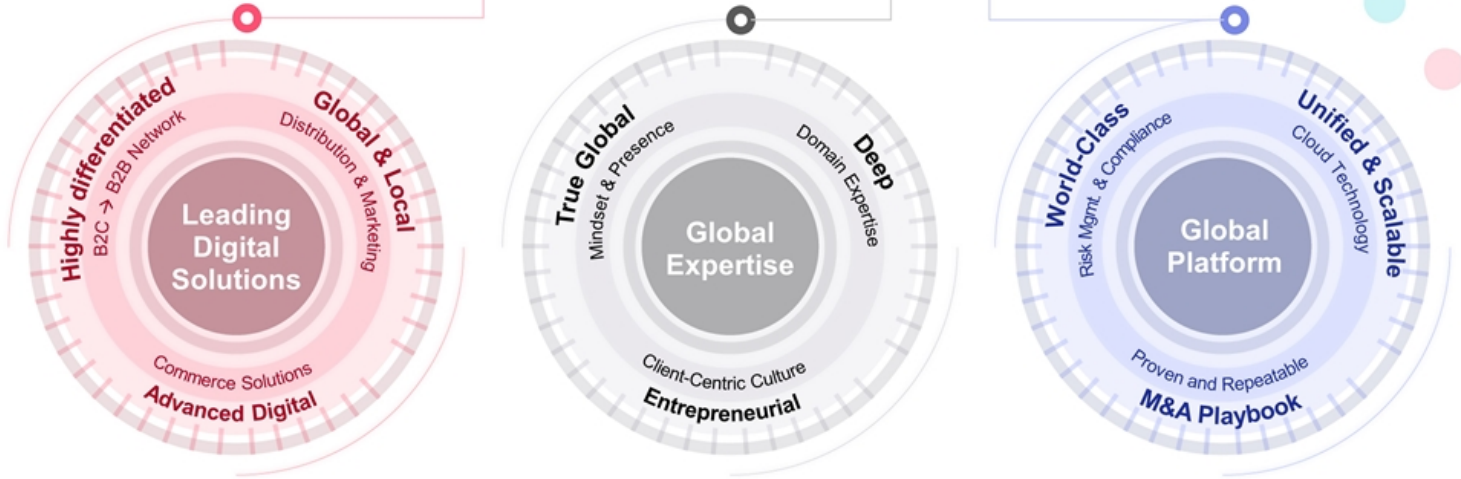 Highly differentiated
B2C → B2B Network
Global & Local
Distribution & Marketing
Leading
Digital
Solutions
Commerce Solutions
Advanced Digital
True Global
Mindset & Presence
Deep
Domain Expertise
Global
Expertise
Client-Centric Culture
Entrepreneurial
World-Class
Risk Mgmt. & Compliance
Unified & Scalable
Cloud Technology
Global
Platform
Proven and Repeatable
M&A Playbook